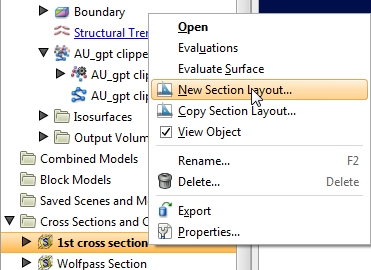 Boundary
Structural Tren
AU_gpt clippe
AU_gpt clip
AU_gpt clip
Isosurfaces
Output Volum
Combined Models
Block Models
Saved Scenes and M
Cross Sections and C
1st cross section
Wolfpass Section
Open
Evaluations
Evaluate Surface
New Section Layout...
Copy Section Layout...
View Object
Rename... F2
Delete... Delete
Export
Properties...